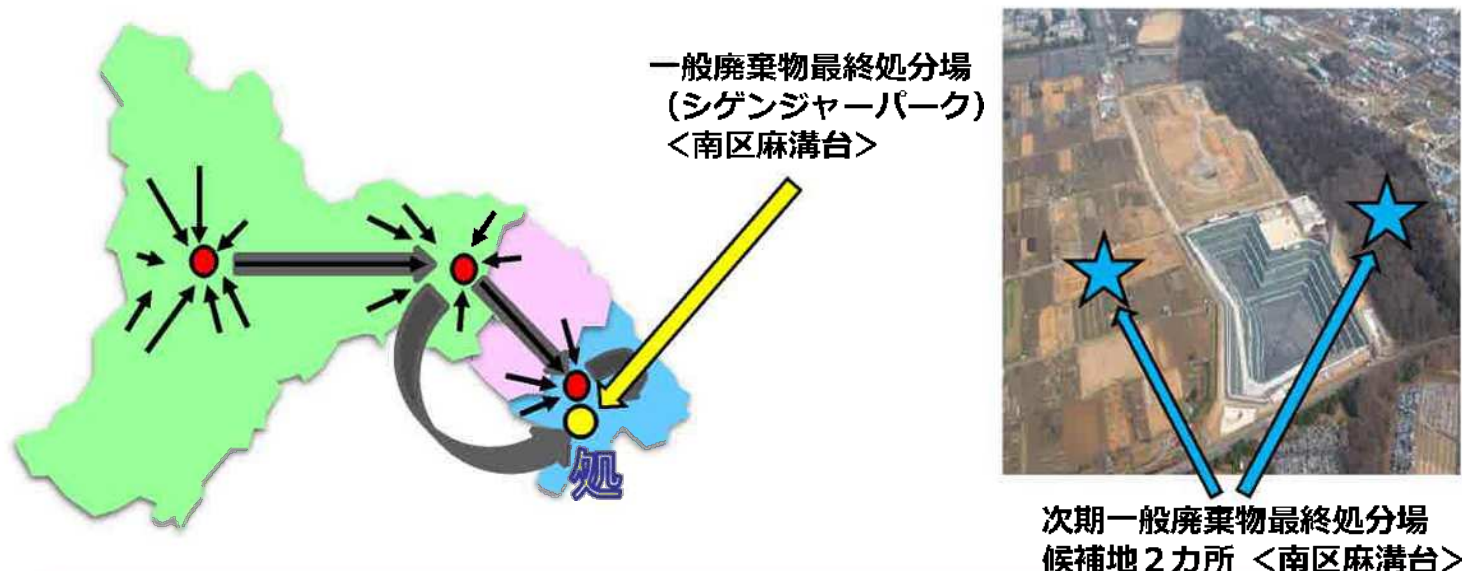 一般廃棄物最終処分場
(シゲンジャーパーク)
<南区麻溝台>
処
次期一般廃棄物最終処分場
候補地２カ所 <南区麻溝台>